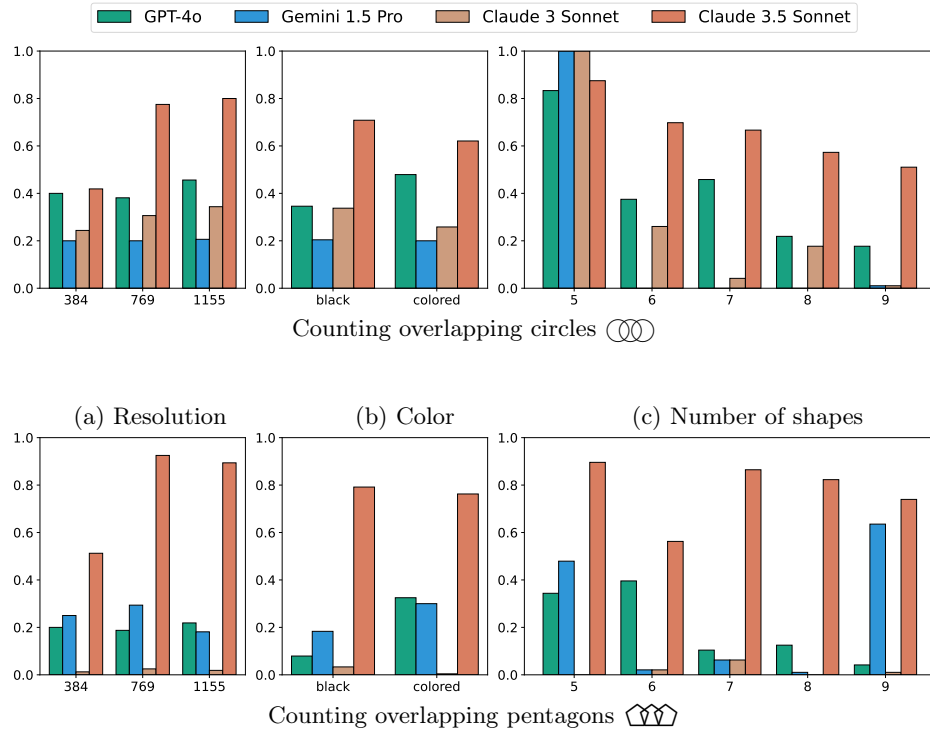 GPT-4o Gemini 1.5 Pro Claude 3 Sonnet Claude 3.5 Sonnet
1.0 1.0 1.0
0.8 0.8 0.8
0.6 0.6 0.6
0.4 0.4 0.4
0.2 0.2 0.2
0.0 0.0 0.0
384 769 1155 black colored 5 6 7 8 9
Counting overlapping circles
(a) Resolution (b) Color (c) Number of shapes
1.0 1.0 1.0
0.8 0.8 0.8
0.6 0.6 0.6
0.4 0.4 0.4
0.2 0.2 0.2
0.0 0.0 0.0
384 769 1155 black colored 5 6 7 8 9
Counting overlapping pentagons